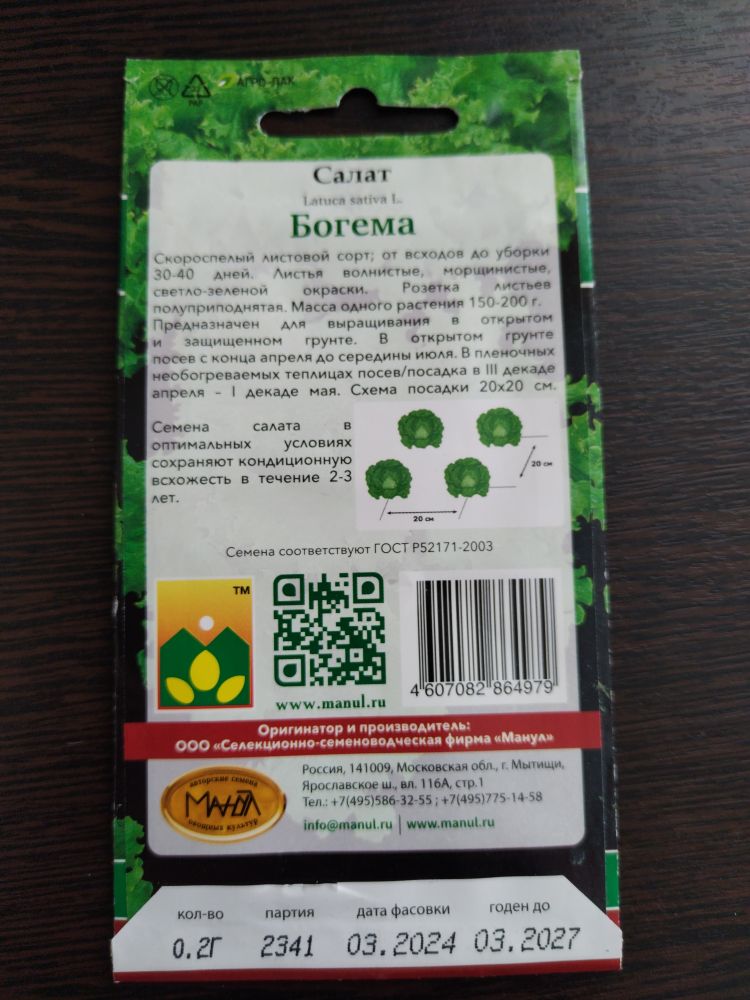 PAP
АГРО-ПАК
Салат
Latuca sativa L.
Богема
Скороспелый листовой сорт; от всходов до уборки
30-40 дней. Листья волнистые, морщинистые,
светло-зеленой окраски. Розетка листьев
полуприподнятая. Масса одного растения 150-200 г.
Предназначен для выращивания в открытом
и защищенном грунте. В открытом грунте
посев с конца апреля до середины июля. В пленочных
необогреваемых теплицах посев/посадка в III декаде
апреля – I декаде мая. Схема посадки 20х20 см.
Семена салата в
оптимальных условиях
сохраняют кондиционную
всхожесть в течение 2-3
лет.
20 см
20 см
Семена соответствуют ГОСТ Р52171-2003
TM
www.manul.ru
4 607082 864979
Оригинатор и производитель:
ООО «Селекционно-семеноводческая фирма «Манул»
авторские семена
МАНУЛ
овощных культур
Россия, 141009, Московская обл., г. Мытищи,
Ярославское ш., вл. 116А, стр.1
Тел.: +7(495)586-32-55 ; +7(495)775-14-58
info@manul.ru | www.manul.ru
кол-во партия дата фасовки годен до
0.2Г 2341 03.2024 03.2027